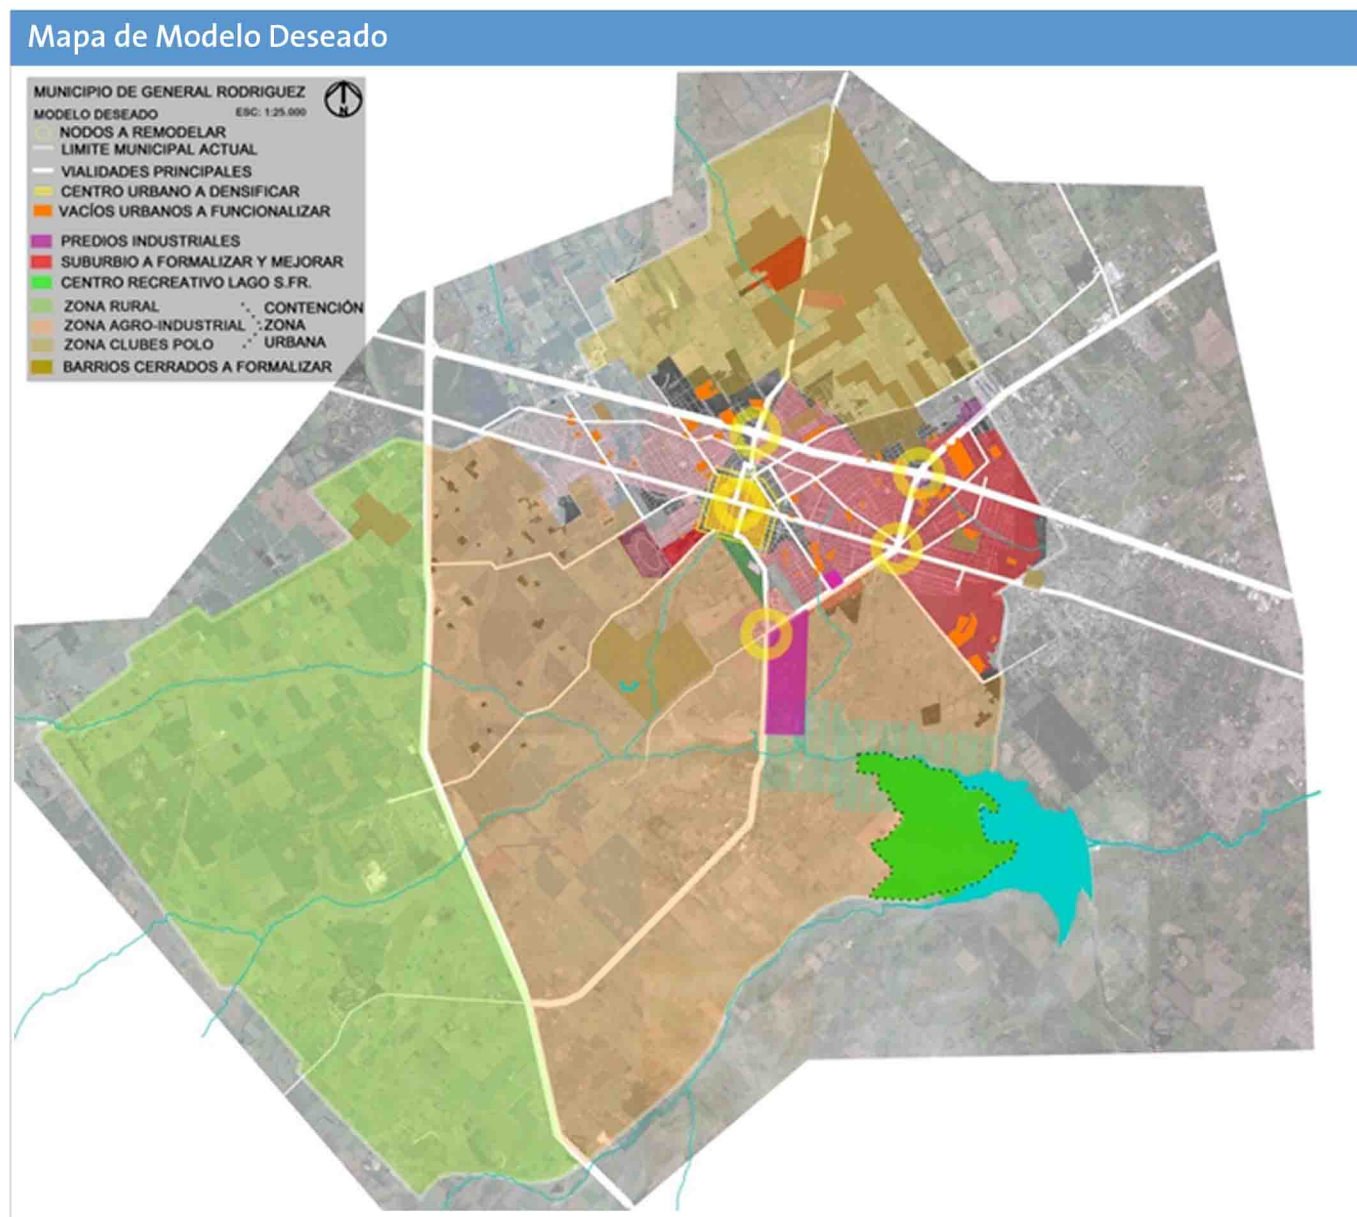 Mapa de Modelo Deseado
MUNICIPIO DE GENERAL RODRIGUEZ
MODELO DESEADO ESC: 1:25.000
N
NODOS A REMODELAR
LIMITE MUNICIPAL ACTUAL
VIALIDADES PRINCIPALES
CENTRO URBANO A DENSIFICAR
VACÍOS URBANOS A FUNCIONALIZAR
PREDIOS INDUSTRIALES
SUBURBIO A FORMALIZAR Y MEJORAR
CENTRO RECREATIVO LAGO S.FR.
ZONA RURAL
ZONA AGRO-INDUSTRIAL
ZONA CLUBES POLO
CONTENCIÓN
ZONA
URBANA
BARRIOS CERRADOS A FORMALIZAR